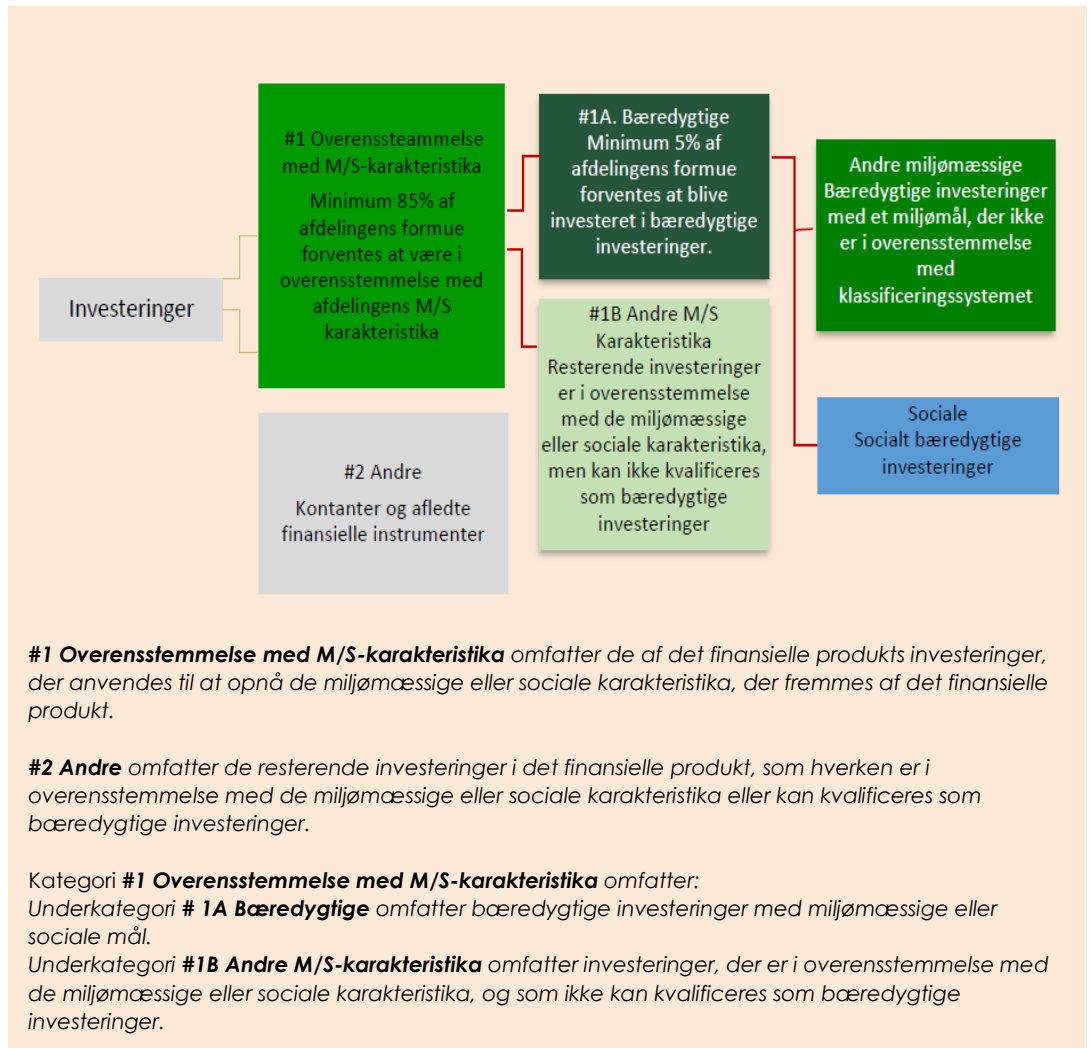 Investeringer
#1 Overenssteammelse
med M/S-karakteristika
Minimum 85% af
afdelingens formue
forventes at være i
overensstemmelse med
afdelingens M/S
karakteristika
#2 Andre
Kontanter og afledte
finansielle instrumenter
#1A. Bæredygtige
Minimum 5% af
afdelingens formue
forventes at blive
investeret i bæredygtige
investeringer.
#1B Andre M/S
Karakteristika
Resterende investeringer
er i overensstemmelse
med de miljømæssige
eller sociale karakteristika,
men kan ikke kvalificeres
som bæredygtige
investeringer
Andre miljømæssige
Bæredygtige investeringer
med et miljømål, der ikke
er i overensstemmelse
med
klassificeringssystemet
Sociale
Socialt bæredygtige
investeringer
#1 Overensstemmelse med M/S-karakteristika omfatter de af det finansielle produkts investeringer,
der anvendes til at opnå de miljømæssige eller sociale karakteristika, der fremmes af det finansielle
produkt.
#2 Andre omfatter de resterende investeringer i det finansielle produkt, som hverken er i
overensstemmelse med de miljømæssige eller sociale karakteristika eller kan kvalificeres som
bæredygtige investeringer.
Kategori #1 Overensstemmelse med M/S-karakteristika omfatter:
Underkategori # 1A Bæredygtige omfatter bæredygtige investeringer med miljømæssige eller
sociale mål.
Underkategori #1B Andre M/S-karakteristika omfatter investeringer, der er i overensstemmelse med
de miljømæssige eller sociale karakteristika, og som ikke kan kvalificeres som bæredygtige
investeringer.